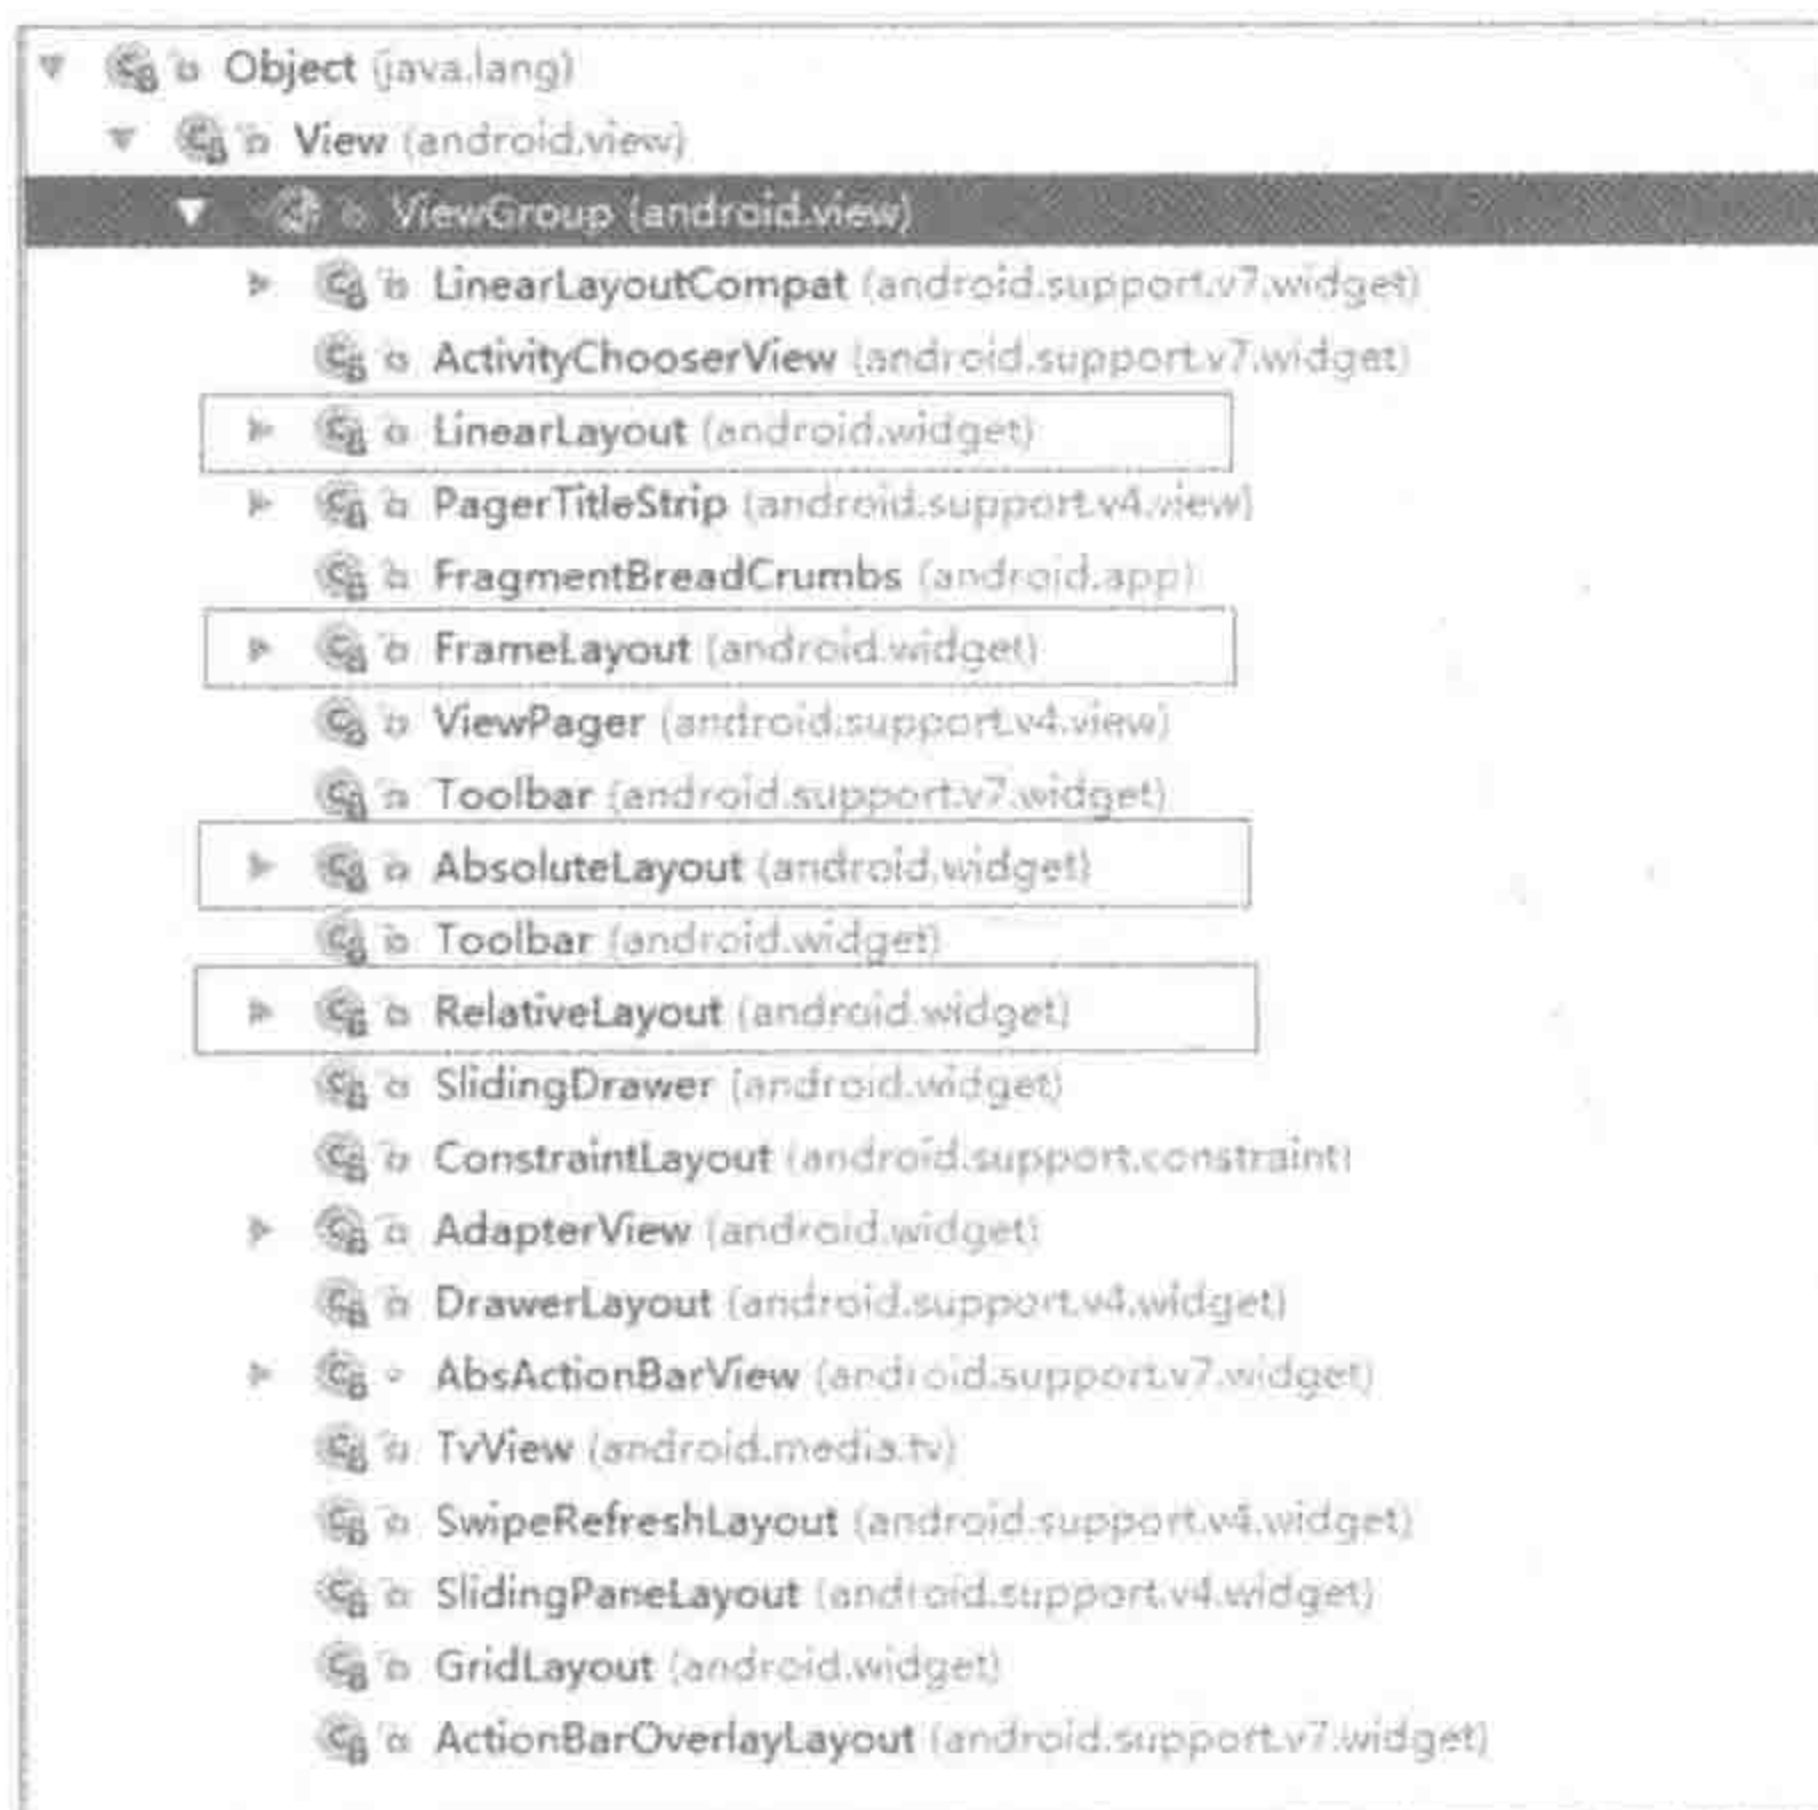 Object (java.lang)
View (android.view)
ViewGroup (android.view)
LinearLayoutCompat (android.support.v7.widget)
ActivityChooserView (android.support.v7.widget)
LinearLayout (android.widget)
PagerTitleStrip (android.support.v4.view)
FragmentBreadCrumbs (android.app)
FrameLayout (android.widget)
ViewPager (android.support.v4.view)
Toolbar (android.support.v7.widget)
AbsoluteLayout (android.widget)
Toolbar (android.widget)
RelativeLayout (android.widget)
SlidingDrawer (android.widget)
ConstraintLayout (android.support.constraint)
AdapterView (android.widget)
DrawerLayout (android.support.v4.widget)
AbsActionBarView (android.support.v7.widget)
TvView (android.media.tv)
SwipeRefreshLayout (android.support.v4.widget)
SlidingPaneLayout (android.support.v4.widget)
GridLayout (android.widget)
ActionBarOverlayLayout (android.support.v7.widget)